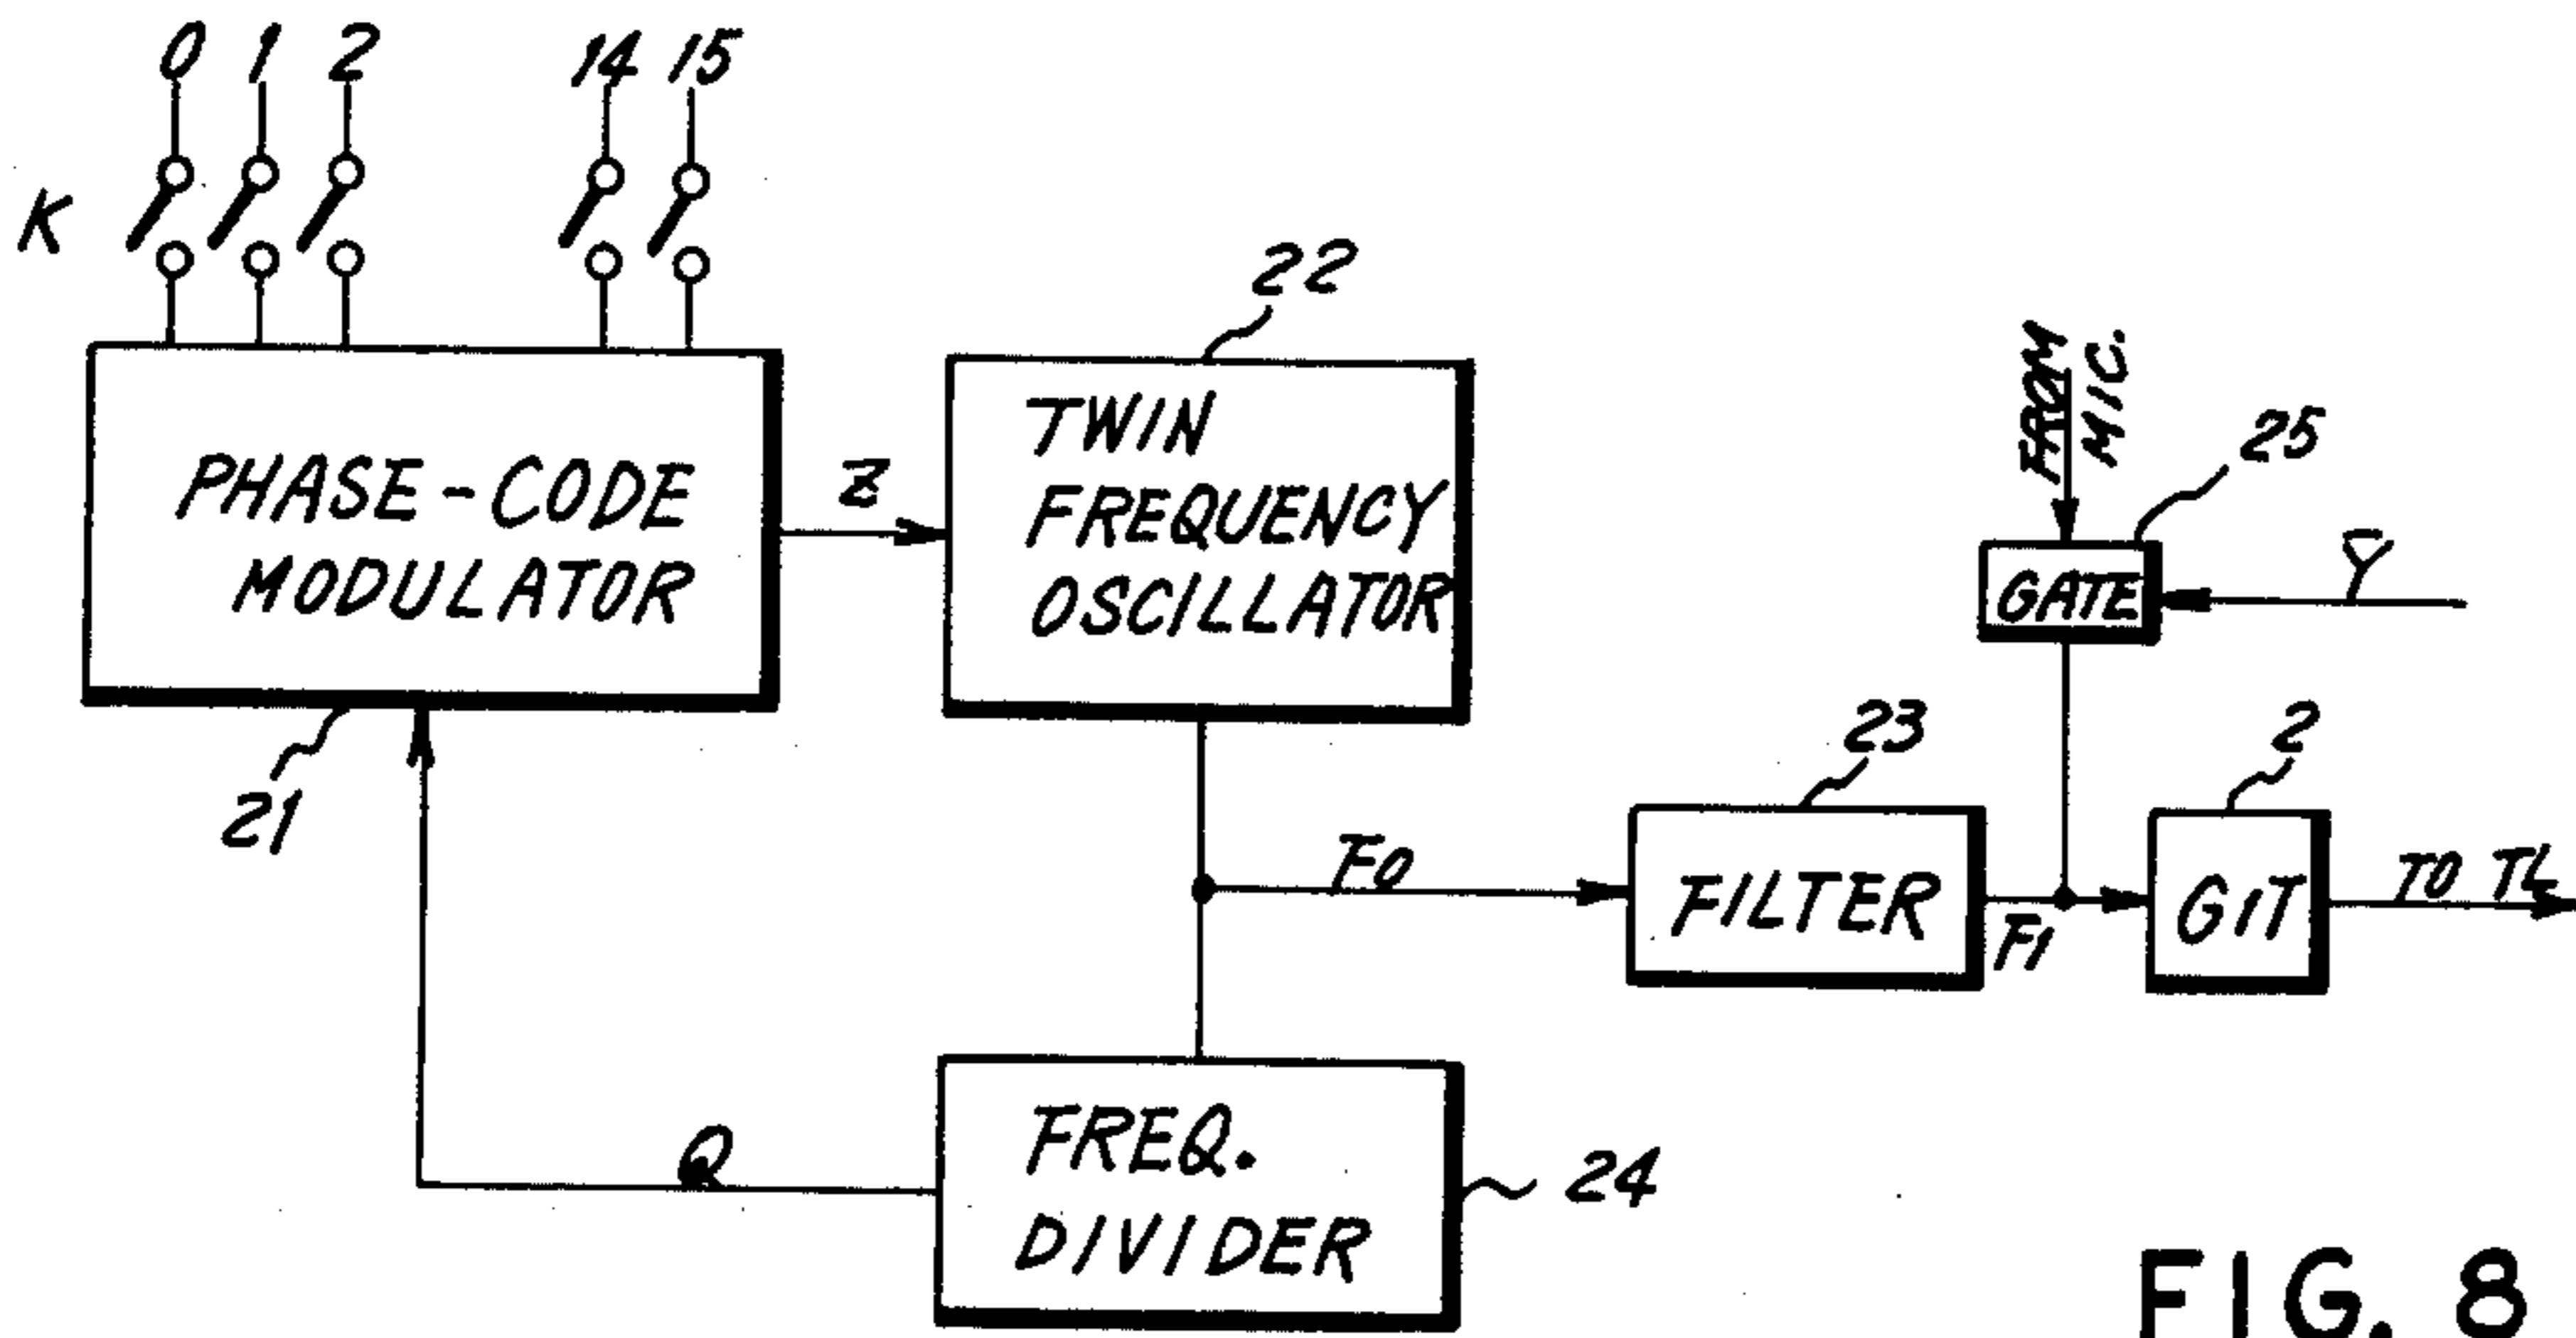 0 1 2 14 15
K
22
PHASE-CODE
MODULATOR
Z
TWIN
FREQUENCY
OSCILLATOR
FROM
MIC.
25
GATE
Y
21
23
2
F0
FILTER
F1
GIT
TO TL
Q
FREQ.
DIVIDER
24
FIG. 8